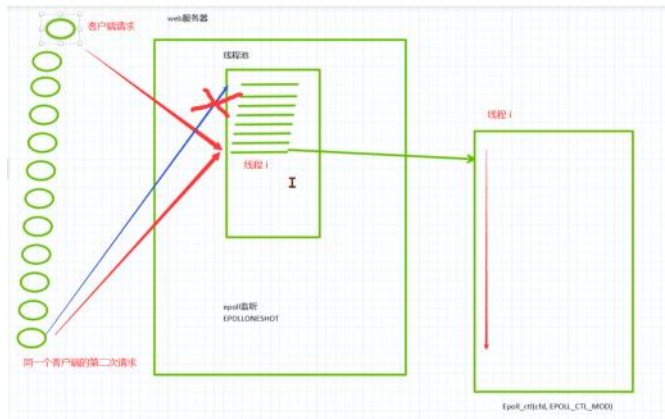 客户端请求
web服务器
线程池
线程 i
线程 i
epoll监听
EPOLLONESHOT
同一个客户端的第二次请求
Epoll_ctl(cfd, EPOLL_CTL_MOD)